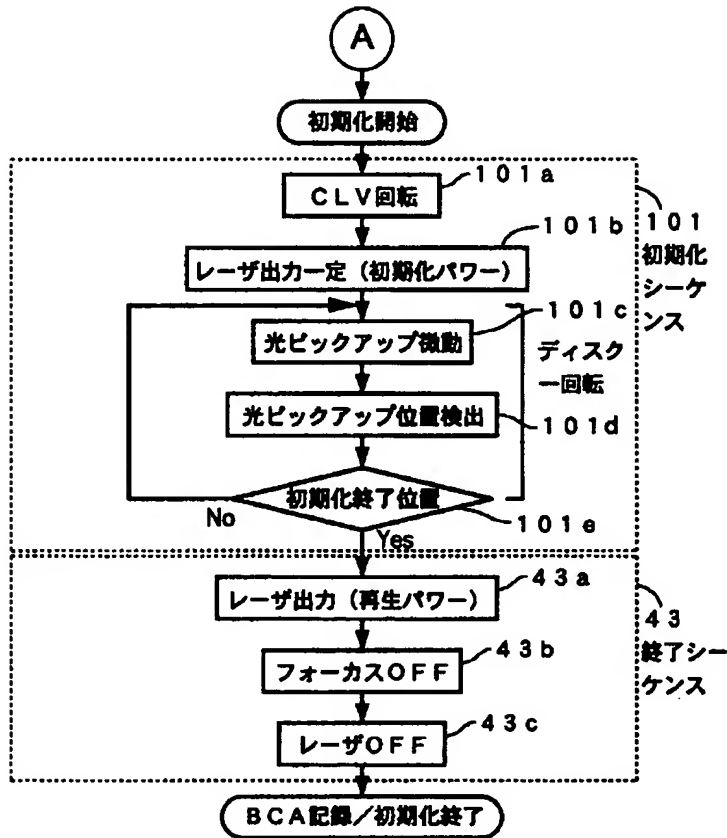 A
初期化開始
101a
CLV回転
101b
101
初期化
シーケ
ンス
レーザ出力一定（初期化パワー）
101c
光ピックアップ微動
ディスク
ー回転
光ピックアップ位置検出
101d
初期化終了位置
No
101e
Yes
43a
レーザ出力（再生パワー）
43
終了シー
ケンス
43b
フォーカスOFF
43c
レーザOFF
BCA記録／初期化終了